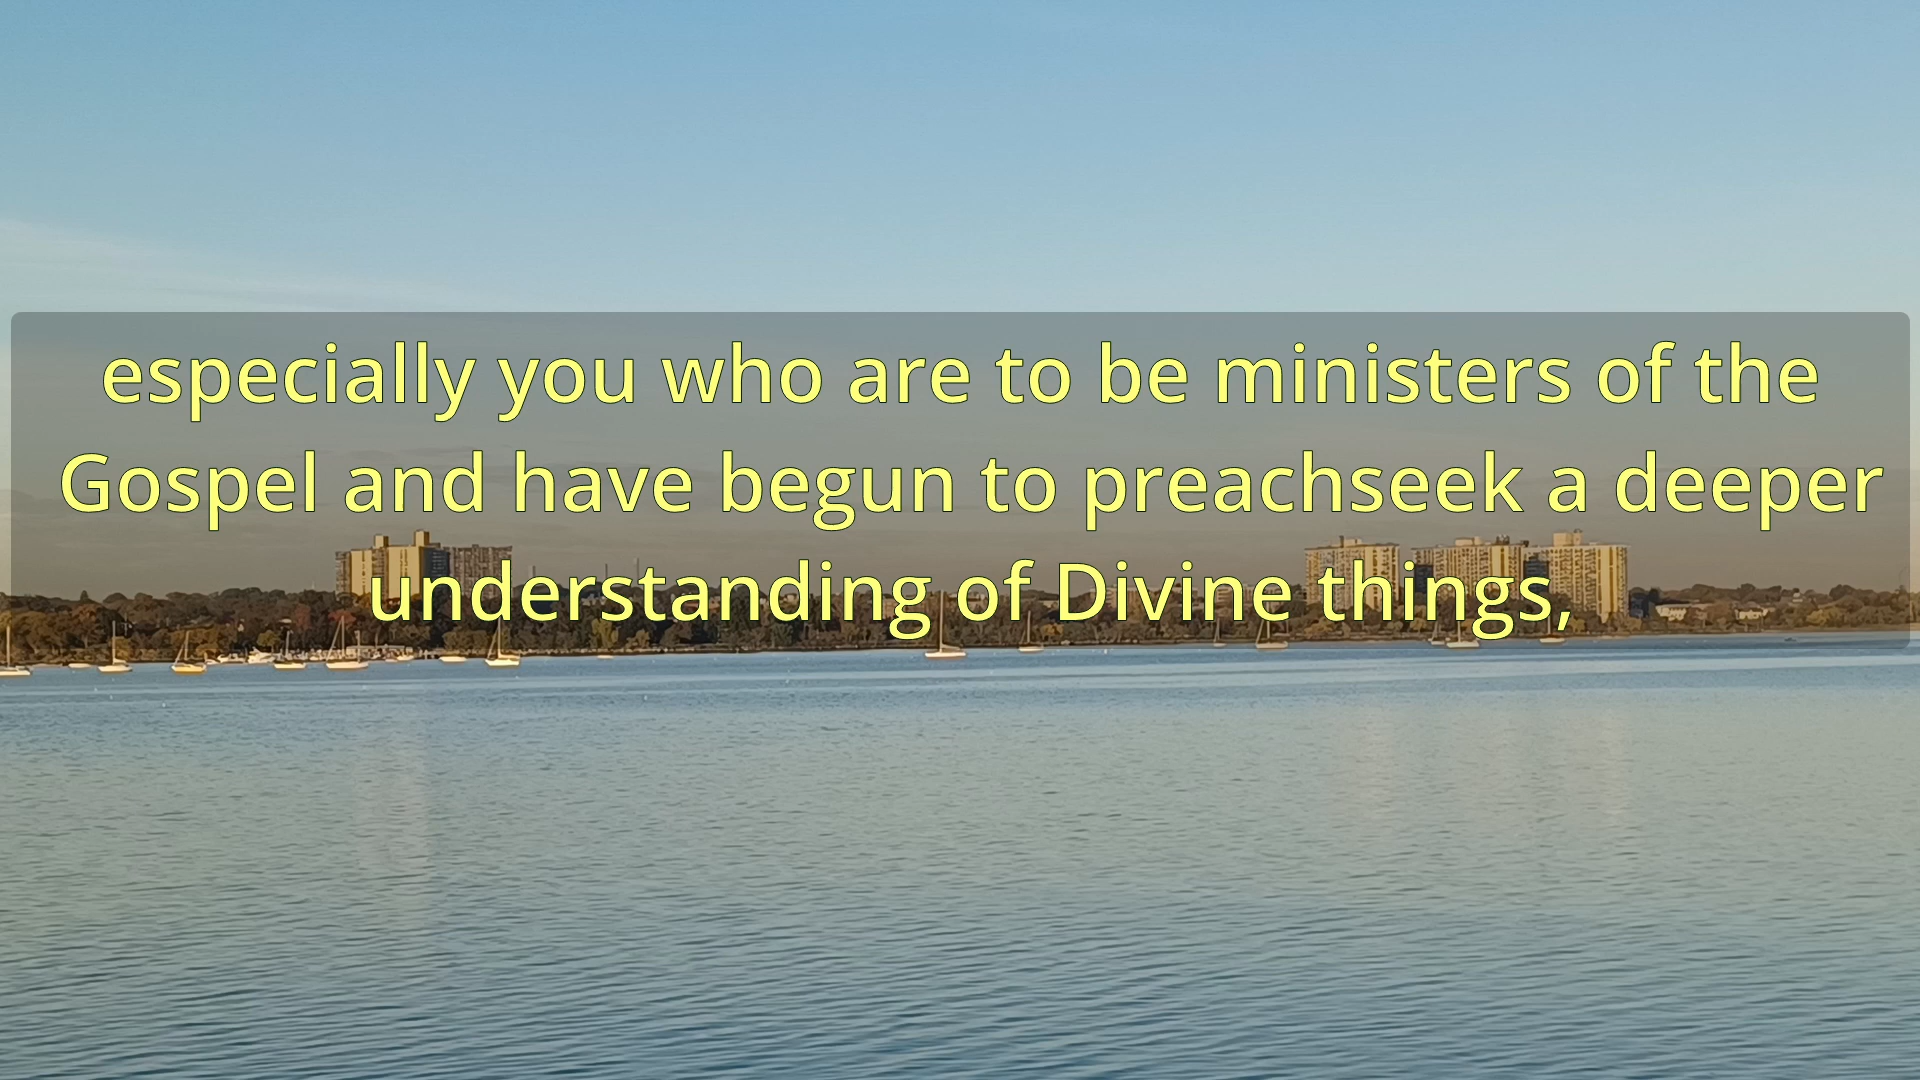 especially you who are to be ministers of the
Gospel and have begun to preachseek a deeper
understanding of Divine things,